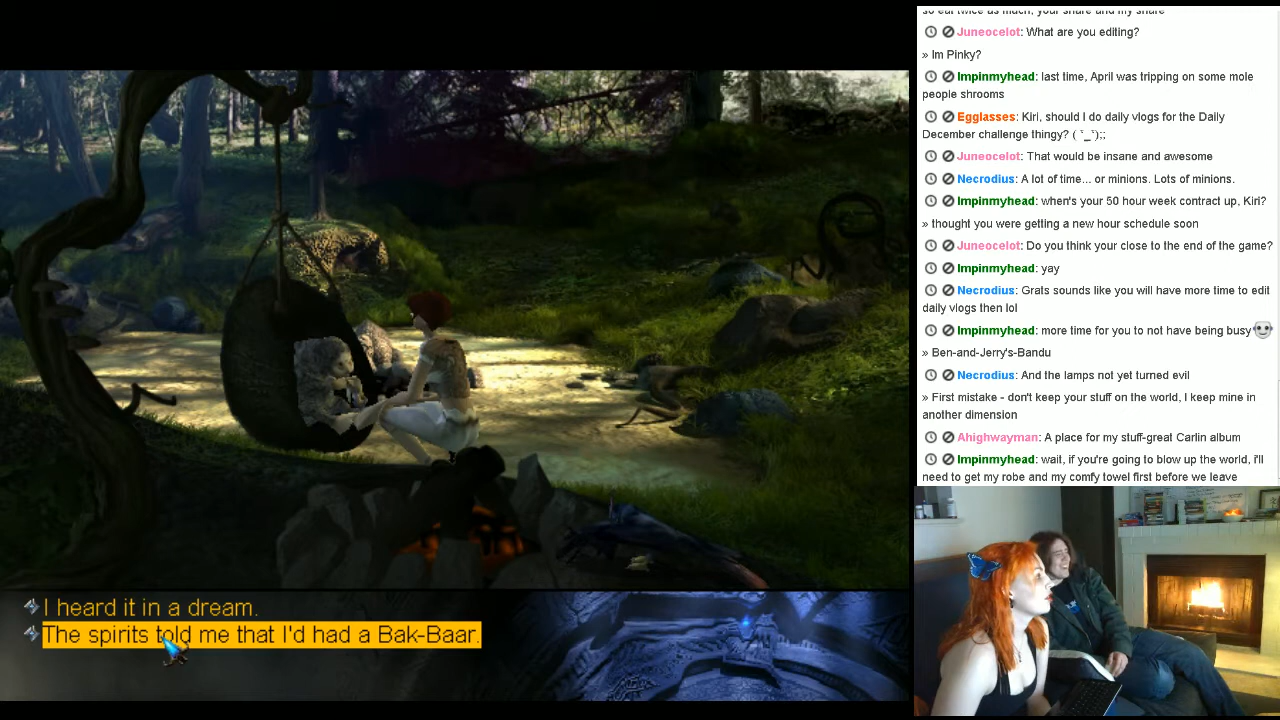 so eat twice as much, your share and my share
Juneocelot: What are you editing?
» Im Pinky?
Impinmyhead: last time, April was tripping on some mole
people shrooms
Egglasses: Kiri, should I do daily vlogs for the Daily
December challenge thingy? ( ˘‗˘);;
Juneocelot: That would be insane and awesome
Necrodius: A lot of time... or minions. Lots of minions.
Impinmyhead: when's your 50 hour week contract up, Kiri?
» thought you were getting a new hour schedule soon
Juneocelot: Do you think your close to the end of the game?
Impinmyhead: yay
Necrodius: Grats sounds like you will have more time to edit
daily vlogs then lol
Impinmyhead: more time for you to not have being busy
» Ben-and-Jerry's-Bandu
Necrodius: And the lamps not yet turned evil
» First mistake - don't keep your stuff on the world, I keep mine in
another dimension
Ahighwayman: A place for my stuff-great Carlin album
Impinmyhead: wait, if you're going to blow up the world, i'll
need to get my robe and my comfy towel first before we leave
I heard it in a dream.
The spirits told me that I'd had a Bak-Baar.